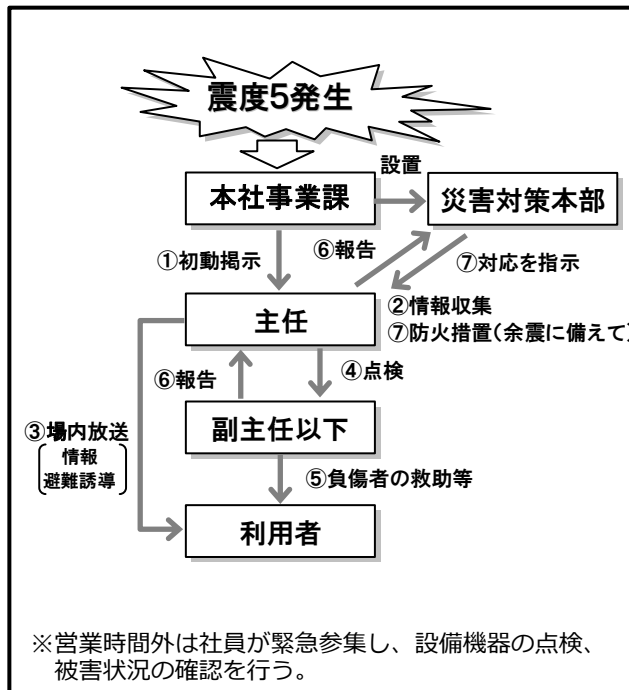 震度5発生
設置
本社事業課
災害対策本部
①初動掲示
⑥報告
⑦対応を指示
主任
②情報収集
⑦防火措置(余震に備えて)
⑥報告
④点検
③場内放送
情報
避難誘導
副主任以下
⑤負傷者の救助等
利用者
※営業時間外は社員が緊急参集し、設備機器の点検、
被害状況の確認を行う。